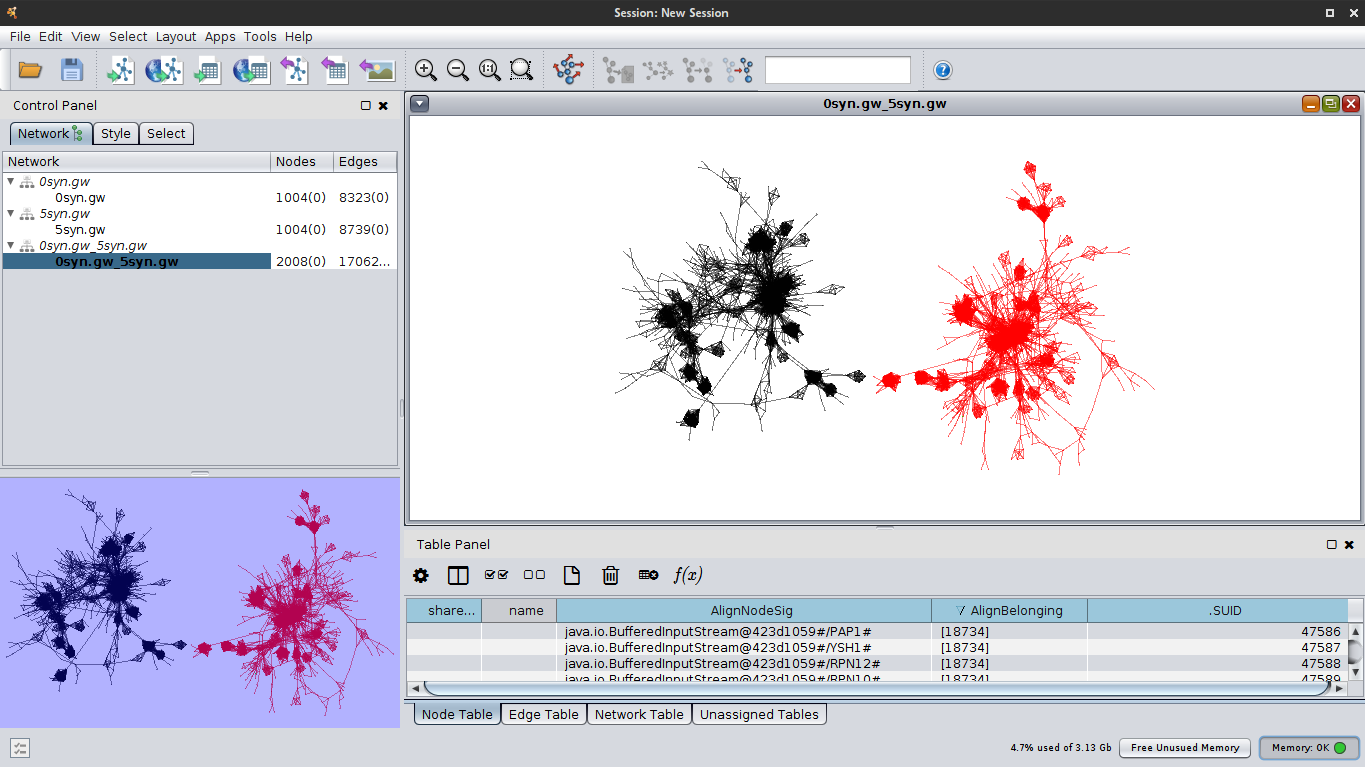 Session: New Session
File Edit View Select Layout Apps Tools Help
1:1
?
Control Panel
Network Style Select
Network Nodes Edges
0syn.gw
0syn.gw 1004(0) 8323(0)
5syn.gw
5syn.gw 1004(0) 8739(0)
0syn.gw_5syn.gw
0syn.gw_5syn.gw 2008(0) 17062...
0syn.gw_5syn.gw
Table Panel
f(x)
share... name AlignNodeSig AlignBelonging .SUID
java.io.BufferedInputStream@423d1059#/PAP1# [18734] 47586
java.io.BufferedInputStream@423d1059#/YSH1# [18734] 47587
java.io.BufferedInputStream@423d1059#/RPN12# [18734] 47588
java.io.BufferedInputStream@423d1059#/RPN10# [18734] 47589
Node Table Edge Table Network Table Unassigned Tables
4.7% used of 3.13 Gb Free Unusued Memory Memory: OK